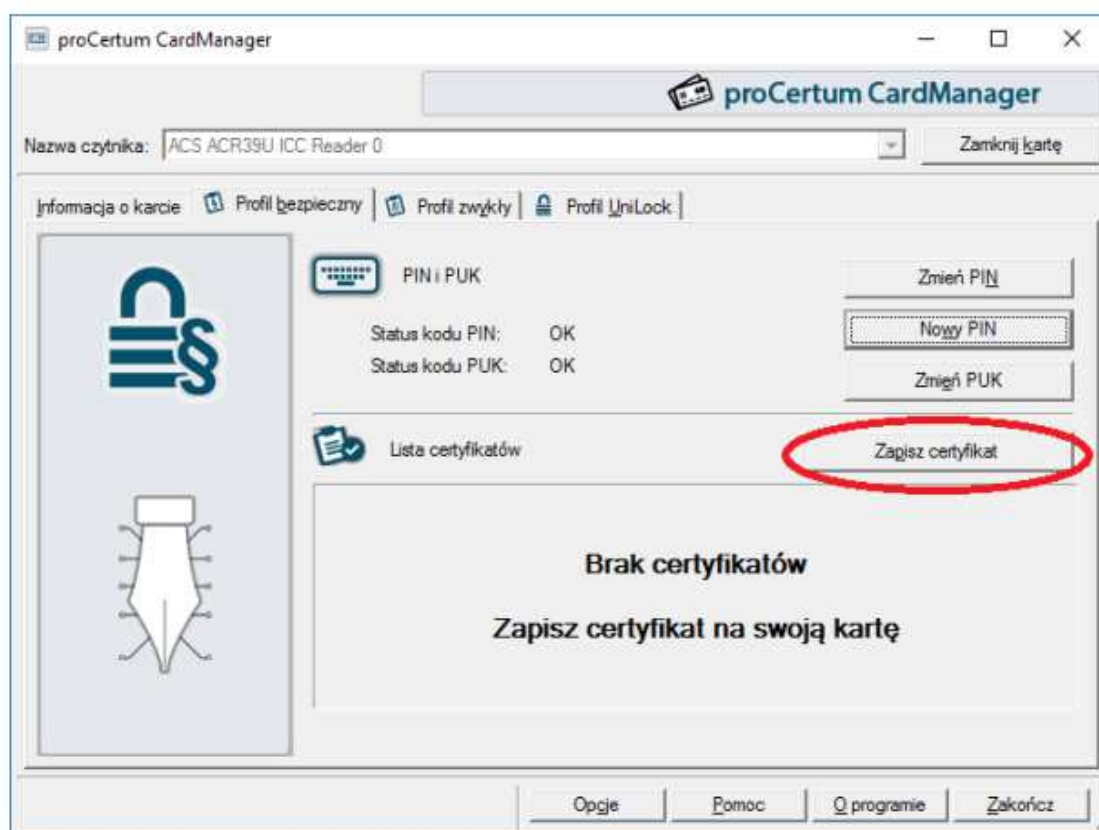 proCertum CardManager
proCertum CardManager
Nazwa czytnika: ACS ACR39U ICC Reader 0 Zamknij kartę
Informacja o karcie Profil bezpieczny Profil zwykły Profil UniLock
PIN i PUK Zmień PIN
Status kodu PIN: OK Nowy PIN
Status kodu PUK: OK Zmień PUK
Lista certyfikatów Zapisz certyfikat
Brak certyfikatów
Zapisz certyfikat na swoją kartę
Opcje Pomoc O programie Zakończ